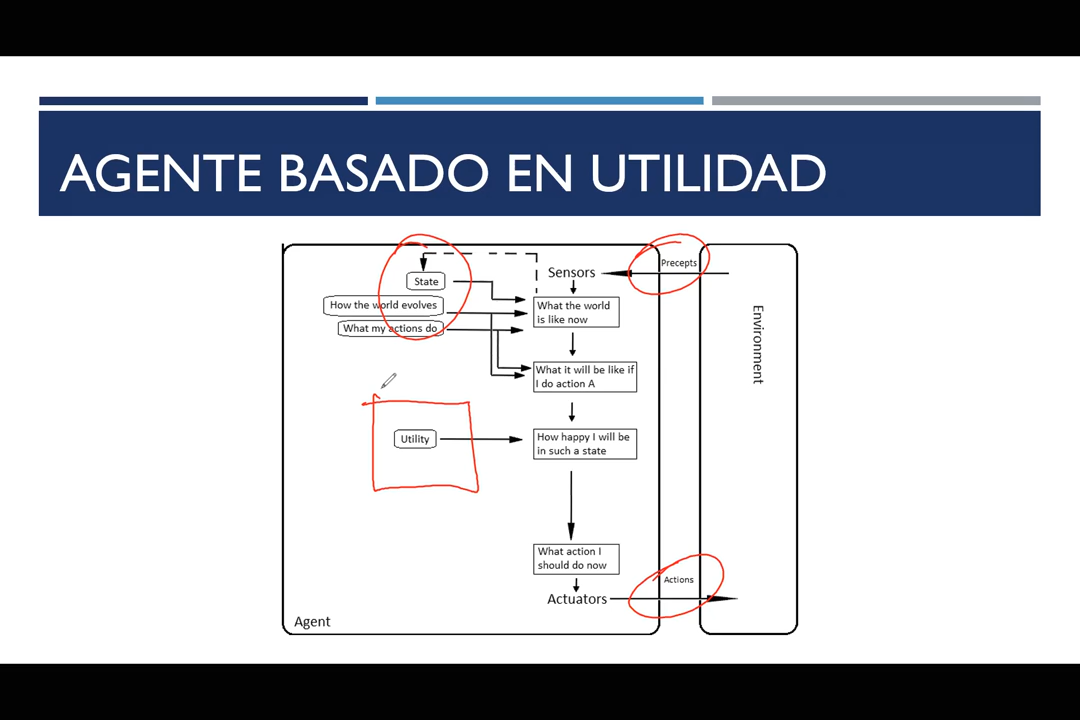 AGENTE BASADO EN UTILIDAD
Precepts
Sensors
State
How the world evolves
What my actions do
What the world
is like now
What it will be like if
I do action A
Utility
How happy I will be
in such a state
What action I
should do now
Actions
Actuators
Agent
Environment